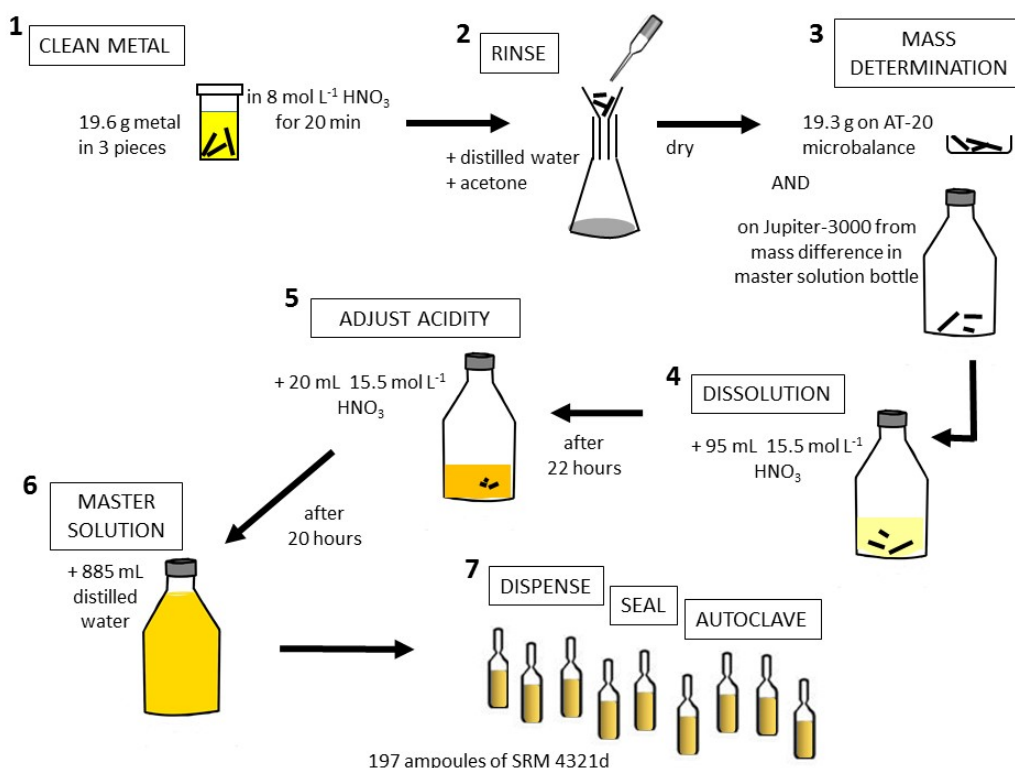 1
CLEAN METAL
19.6 g metal
in 3 pieces
in 8 mol L⁻¹ HNO₃
for 20 min
2
RINSE
+ distilled water
+ acetone
dry
3
MASS
DETERMINATION
19.3 g on AT-20
microbalance
AND
on Jupiter-3000 from
mass difference in
master solution bottle
4
DISSOLUTION
+ 95 mL 15.5 mol L⁻¹
HNO₃
after
22 hours
5
ADJUST ACIDITY
+ 20 mL 15.5 mol L⁻¹
HNO₃
after
20 hours
6
MASTER
SOLUTION
+ 885 mL
distilled
water
7
DISPENSE
SEAL
AUTOCLAVE
197 ampoules of SRM 4321d